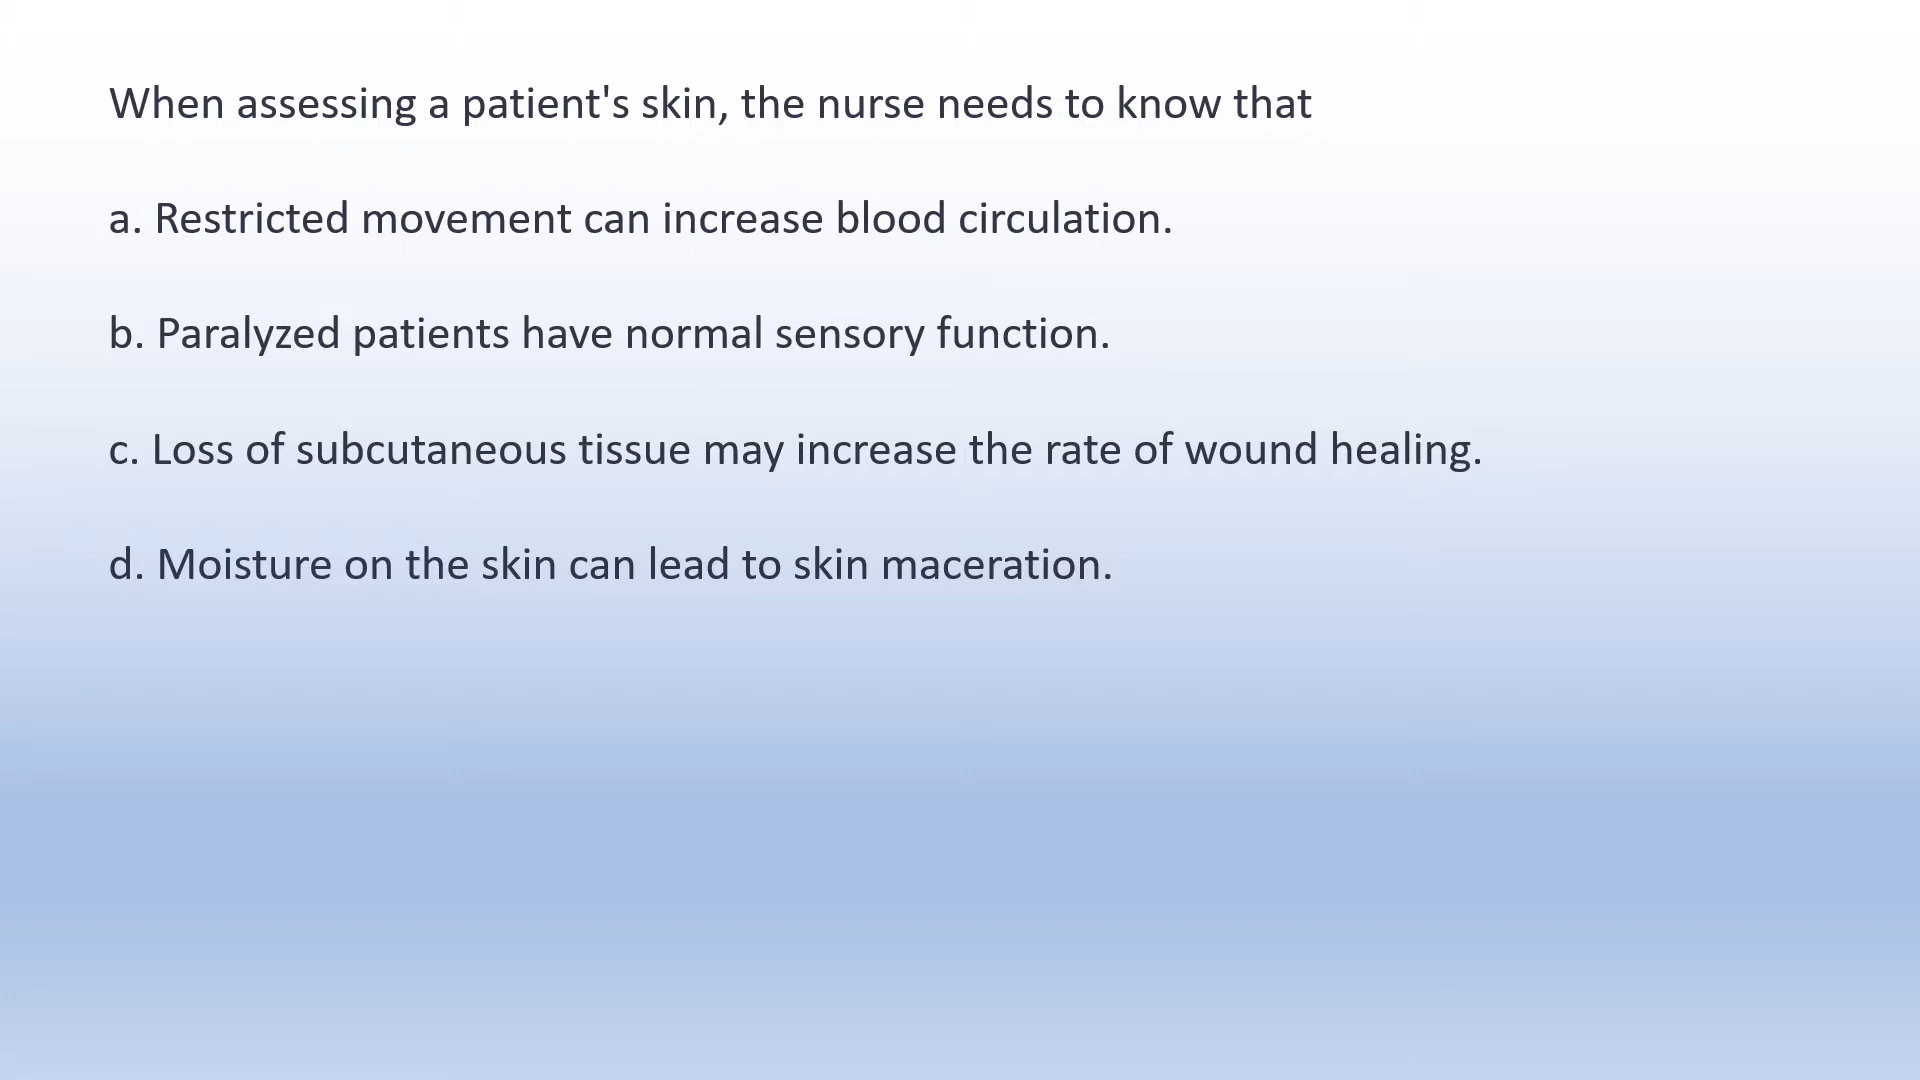 When assessing a patient's skin, the nurse needs to know that
a. Restricted movement can increase blood circulation.
b. Paralyzed patients have normal sensory function.
c. Loss of subcutaneous tissue may increase the rate of wound healing.
d. Moisture on the skin can lead to skin maceration.